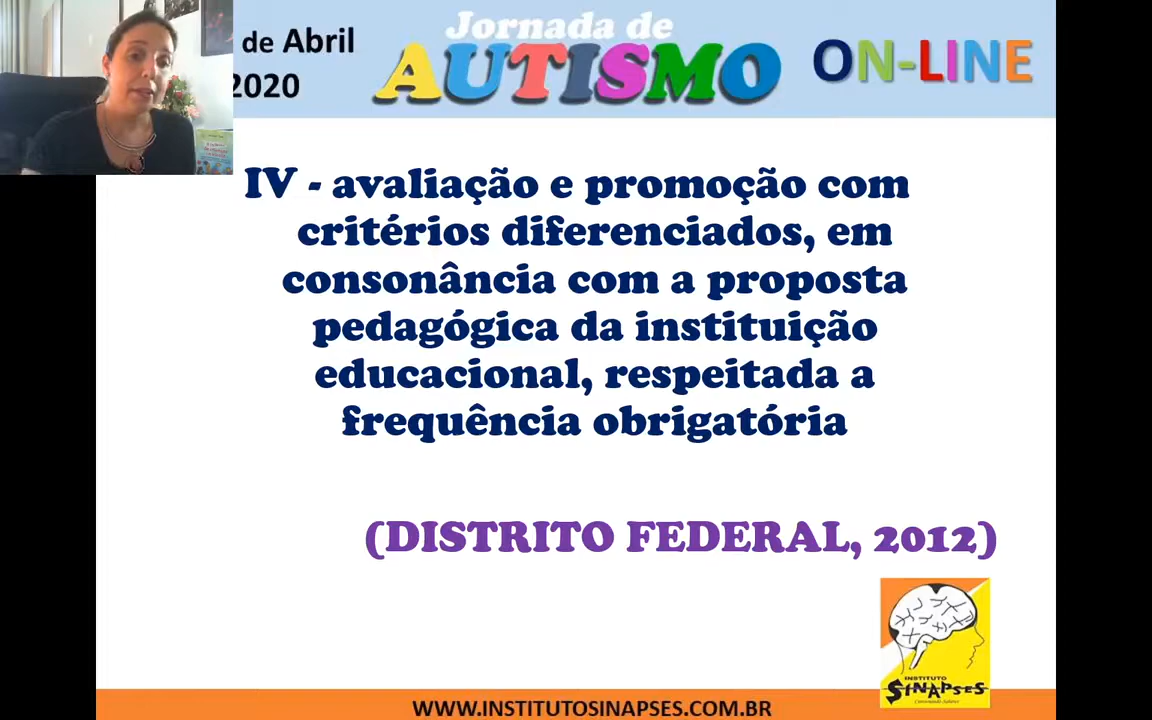 de Abril
2020
Jornada de
AUTISMO
ON-LINE
IV - avaliação e promoção com
critérios diferenciados, em
consonância com a proposta
pedagógica da instituição
educacional, respeitada a
frequência obrigatória
(DISTRITO FEDERAL, 2012)
INSTITUTO
SINAPSES
WWW.INSTITUTOSINAPSES.COM.BR